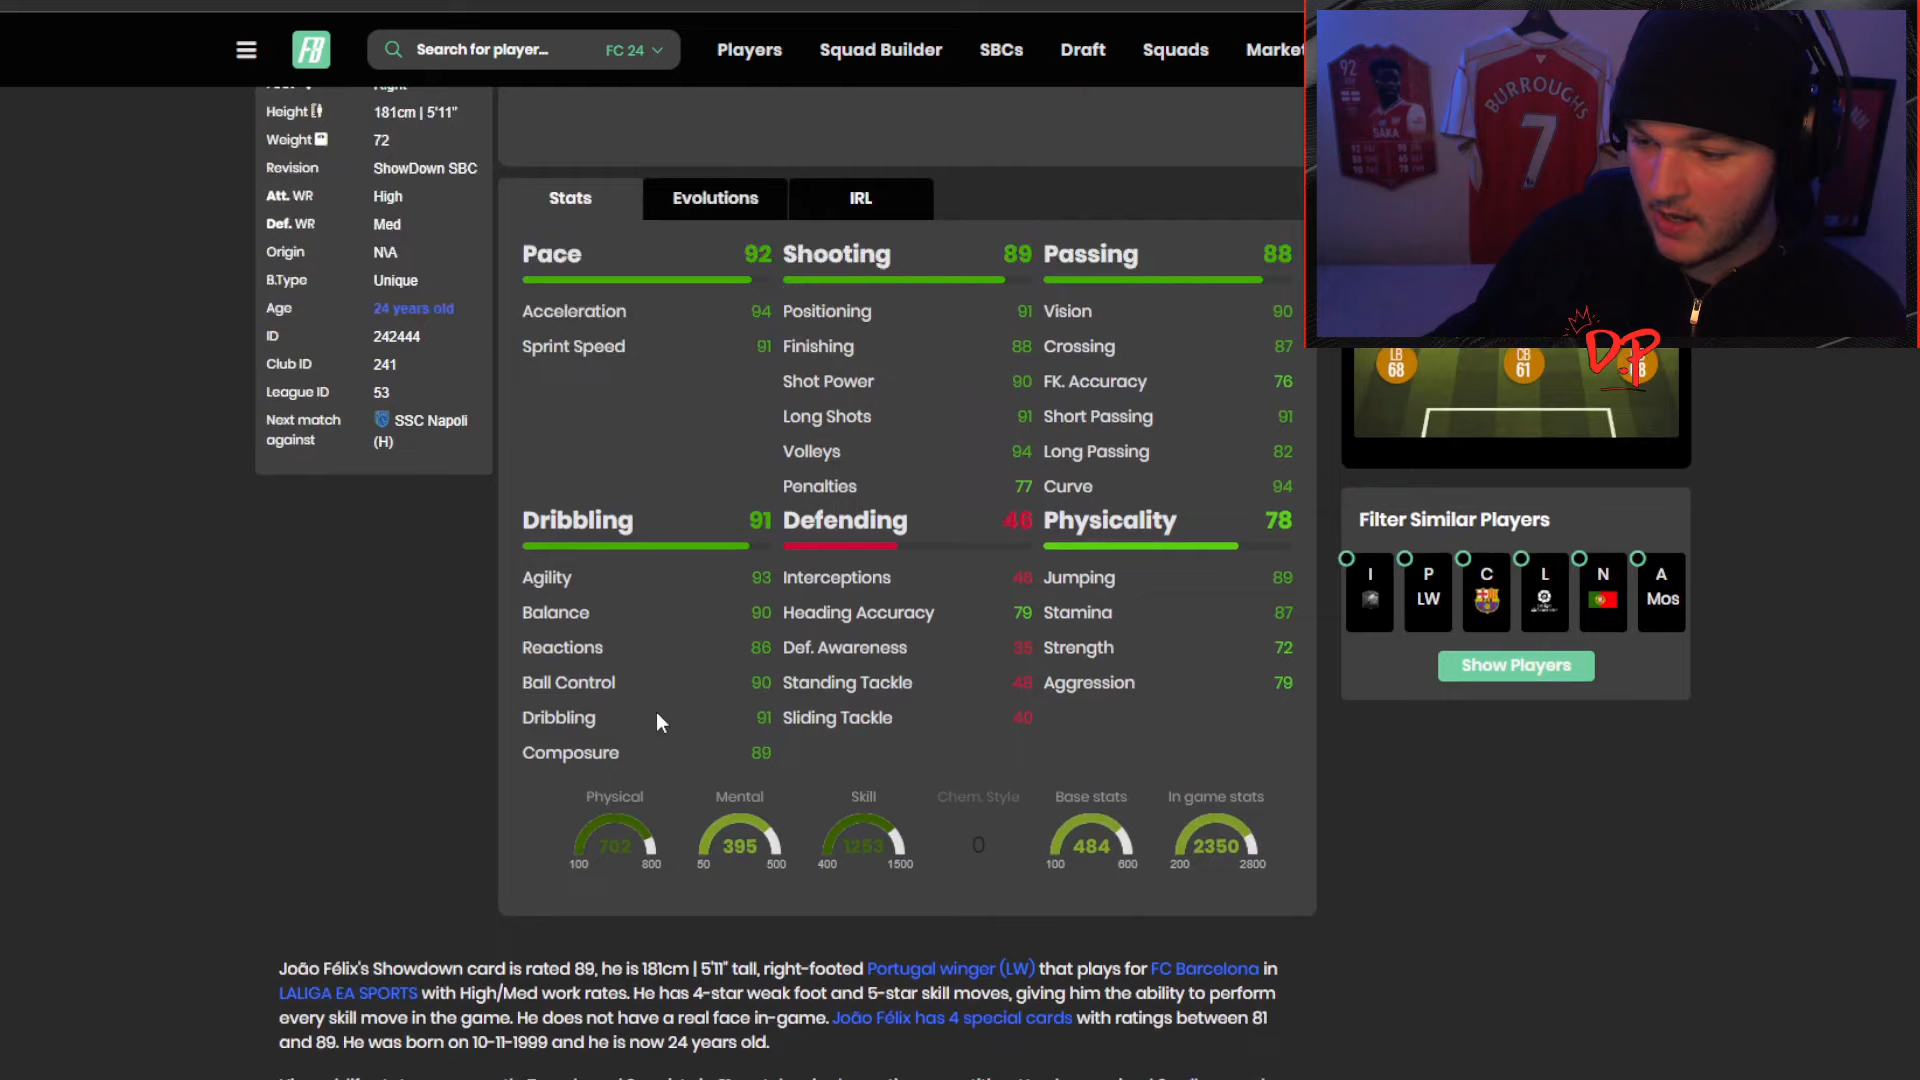 FB
Search for player...
FC 24
Players
Squad Builder
SBCs
Draft
Squads
Market
Right
Height 181cm | 5'11"
Weight 72
Revision ShowDown SBC
Att. WR High
Def. WR Med
Origin N\A
B.Type Unique
Age 24 years old
ID 242444
Club ID 241
League ID 53
Next match against SSC Napoli (H)
Stats
Evolutions
IRL
Pace 92
Acceleration 94
Sprint Speed 91
Shooting 89
Positioning 91
Finishing 88
Shot Power 90
Long Shots 91
Volleys 94
Penalties 77
Passing 88
Vision 90
Crossing 87
FK. Accuracy 76
Short Passing 91
Long Passing 82
Curve 94
Dribbling 91
Agility 93
Balance 90
Reactions 86
Ball Control 90
Dribbling 91
Composure 89
Defending 46
Interceptions 46
Heading Accuracy 79
Def. Awareness 35
Standing Tackle 48
Sliding Tackle 40
Physicality 78
Jumping 89
Stamina 87
Strength 72
Aggression 79
Physical 702 100 800
Mental 395 50 500
Skill 1253 400 1500
Chem. Style 0
Base stats 484 100 600
In game stats 2350 200 2800
92
SAKA
BURROUGHS
7
D.P
LB 68
CB 61
Filter Similar Players
I
P LW
C
L
N
A Mos
Show Players
João Félix's Showdown card is rated 89, he is 181cm | 5'11" tall, right-footed Portugal winger (LW) that plays for FC Barcelona in
LALIGA EA SPORTS with High/Med work rates. He has 4-star weak foot and 5-star skill moves, giving him the ability to perform
every skill move in the game. He does not have a real face in-game. João Félix has 4 special cards with ratings between 81
and 89. He was born on 10-11-1999 and he is now 24 years old.